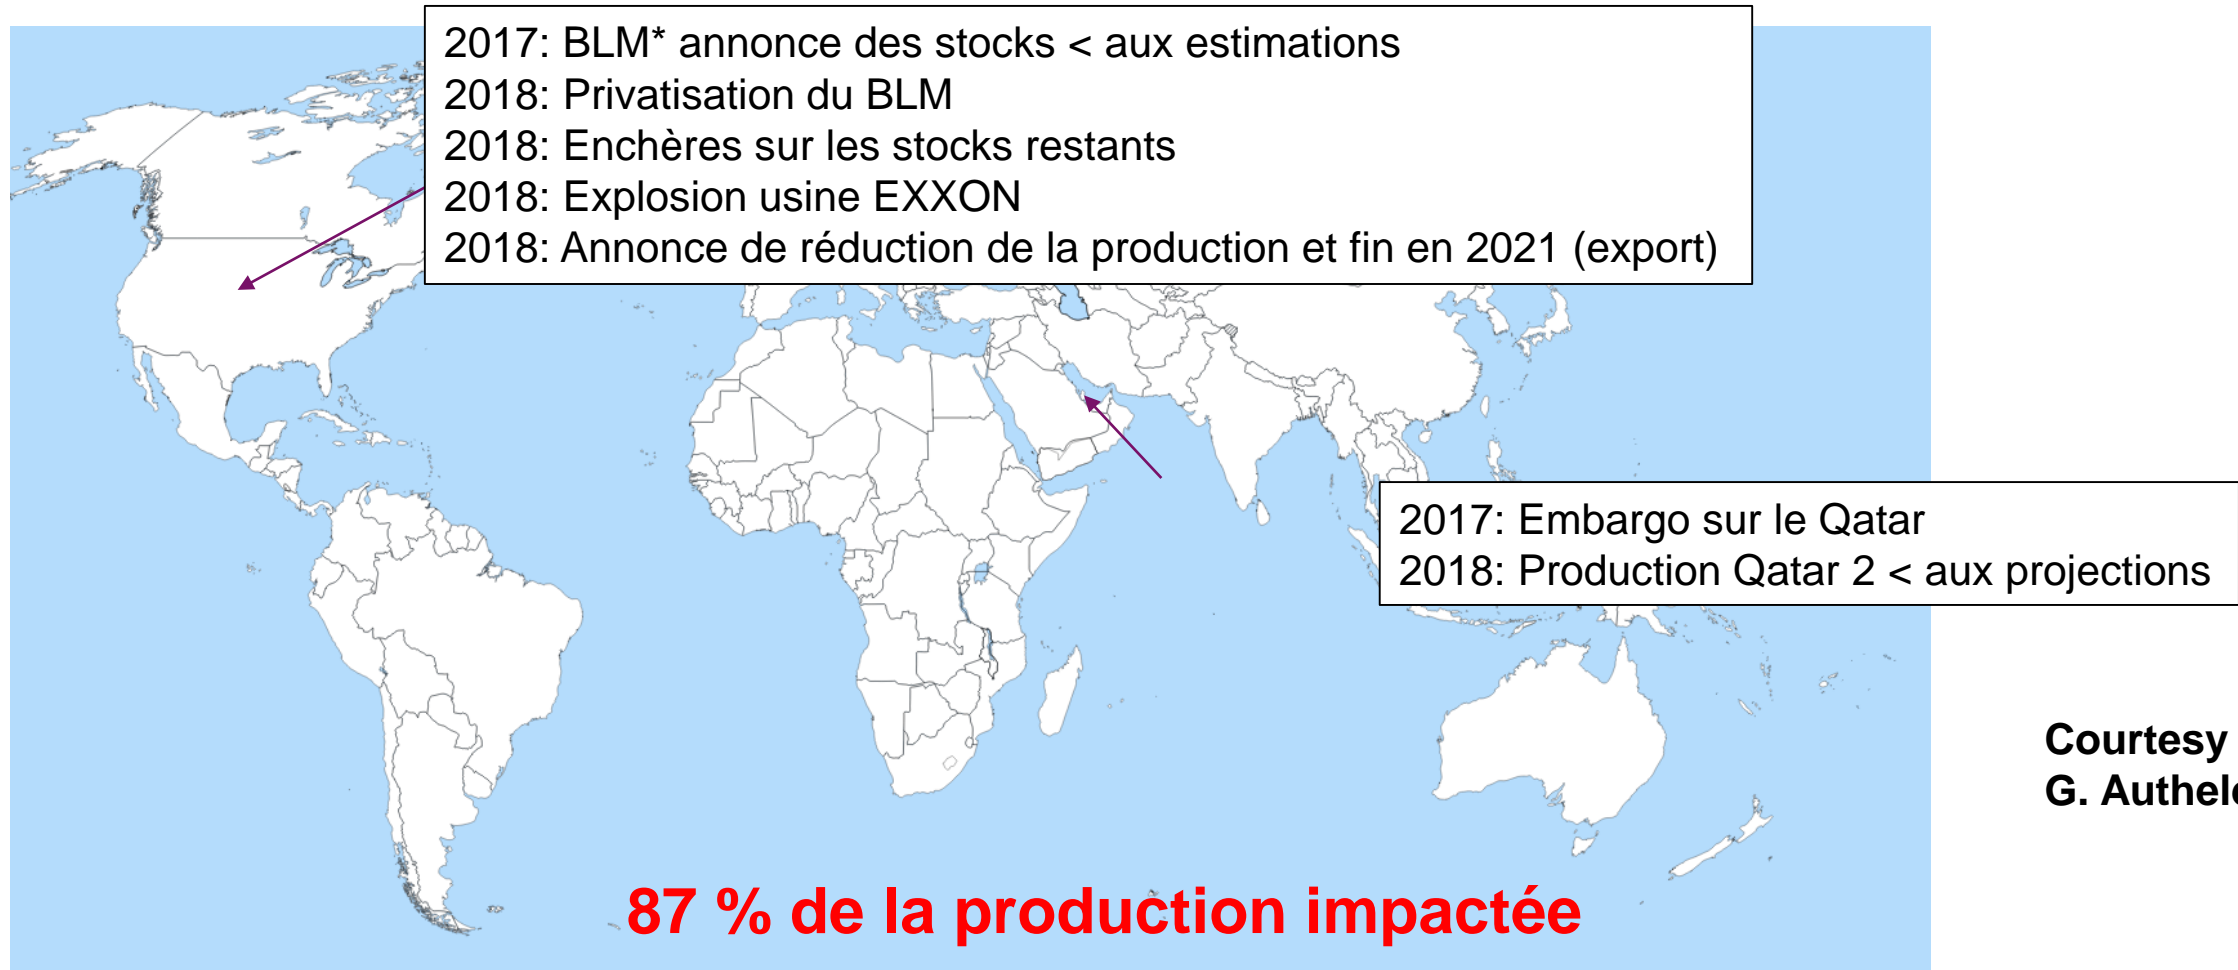 2017: BLM* annonce des stocks < aux estimations
2018: Privatisation du BLM
2018: Enchères sur les stocks restants
2018: Explosion usine EXXON
2018: Annonce de réduction de la production et fin en 2021 (export)
2017: Embargo sur le Qatar
2018: Production Qatar 2 < aux projections
Courtesy
G.
87 % de la production impactée